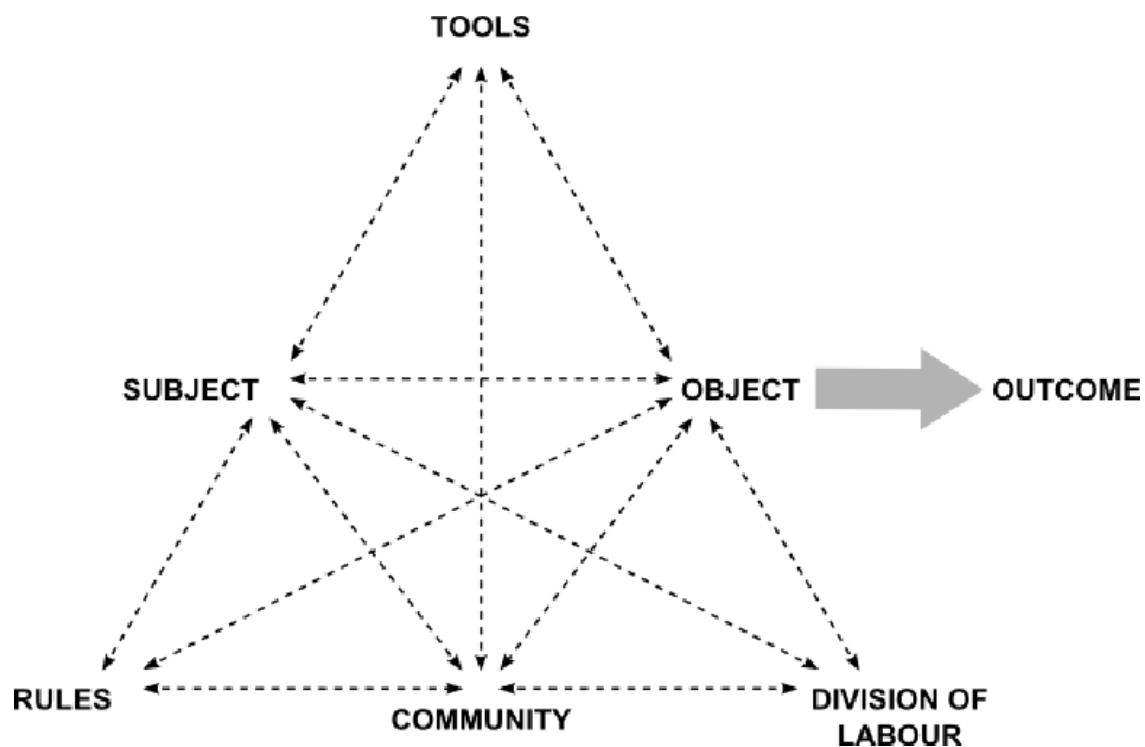 TOOLS
SUBJECT
OBJECT
OUTCOME
RULES
COMMUNITY
DIVISION OF
LABOUR